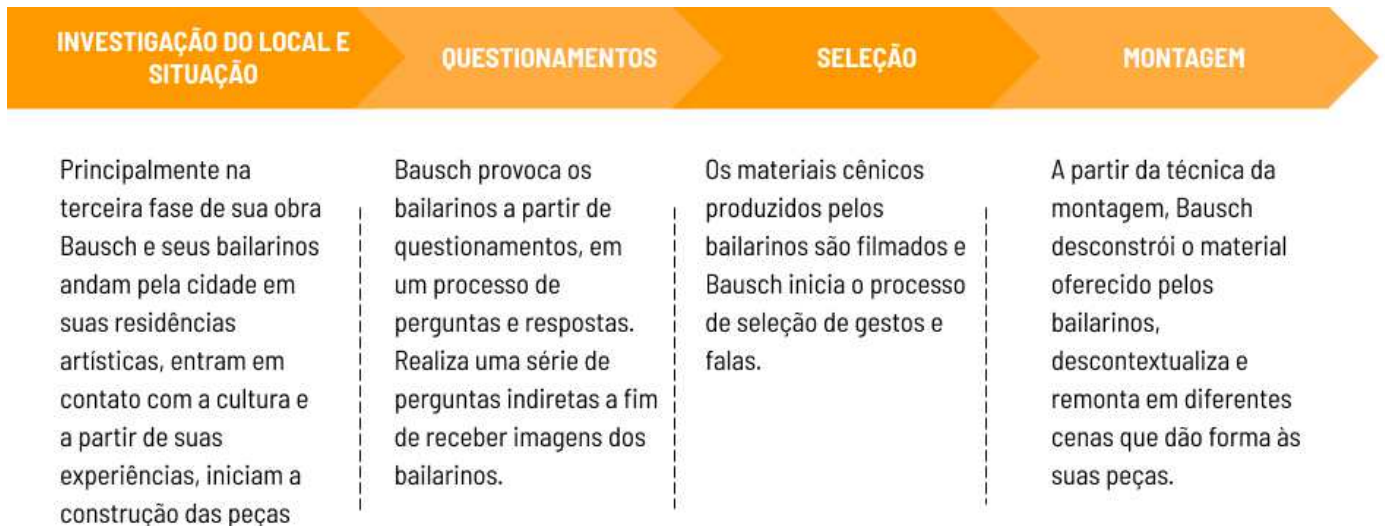 INVESTIGAÇÃO DO LOCAL E
SITUAÇÃO
QUESTIONAMENTOS
SELEÇÃO
MONTAGEM
Principalmente na
terceira fase de sua obra
Bausch e seus bailarinos
andam pela cidade em
suas residências
artísticas, entram em
contato com a cultura e
a partir de suas
experiências, iniciam a
construção das peças
Bausch provoca os
bailarinos a partir de
questionamentos, em
um processo de
perguntas e respostas.
Realiza uma série de
perguntas indiretas a fim
de receber imagens dos
bailarinos.
Os materiais cênicos
produzidos pelos
bailarinos são filmados e
Bausch inicia o processo
de seleção de gestos e
falas.
A partir da técnica da
montagem, Bausch
desconstrói o material
oferecido pelos
bailarinos,
descontextualiza e
remonta em diferentes
cenas que dão forma às
suas peças.